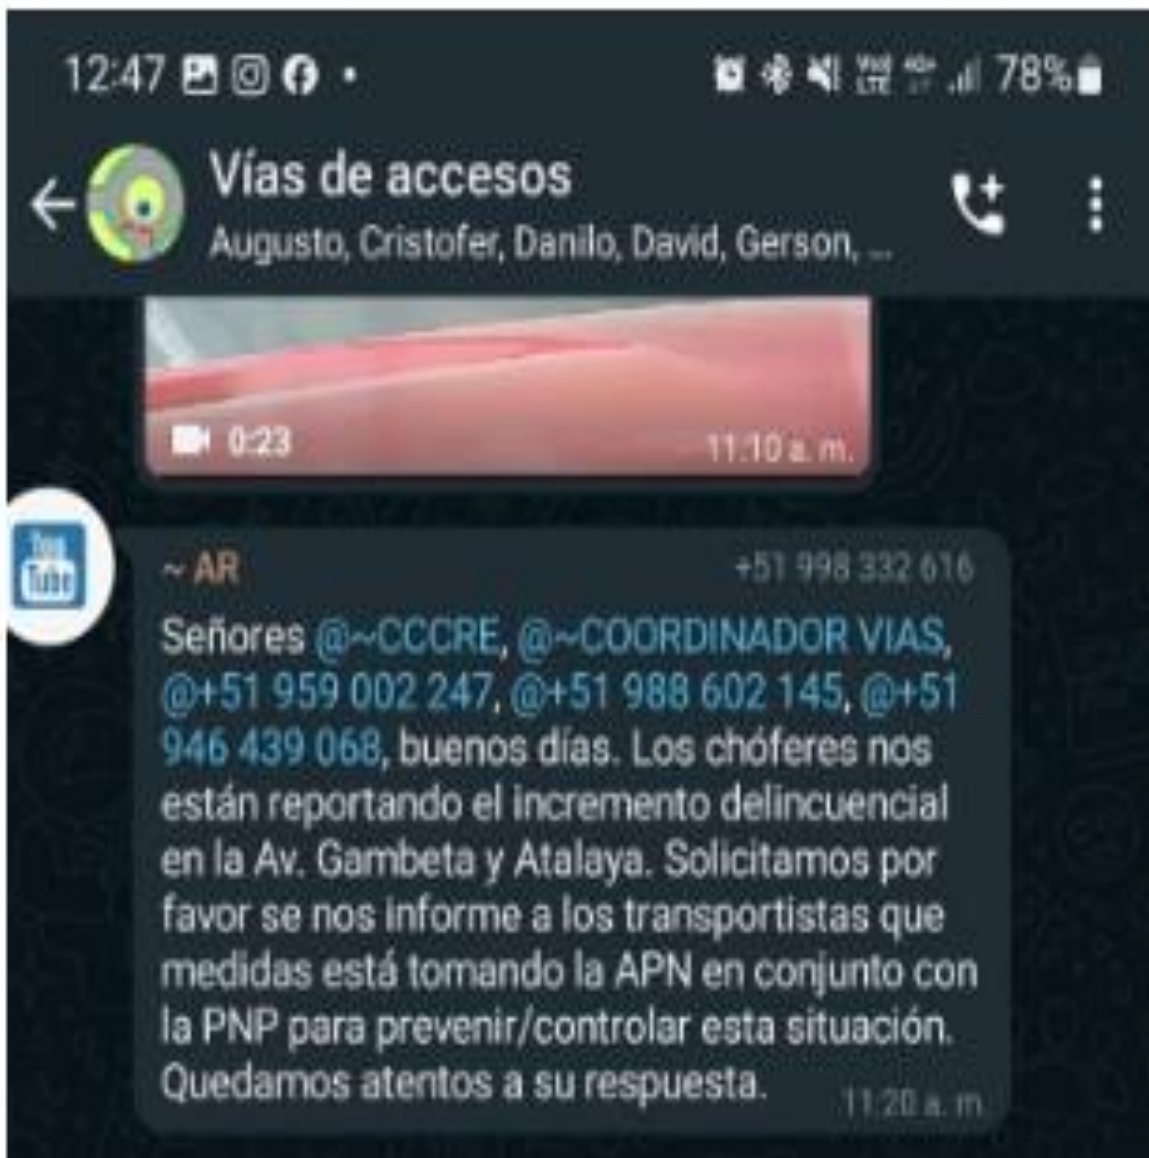 12:47
78%
Vías de accesos
Augusto, Cristofer, Danilo, David, Gerson, ...
0:23
11:10 a. m.
You
Tube
~ AR
+51 998 332 616
Señores @~CCCRE, @~COORDINADOR VIAS,
@+51 959 002 247, @+51 988 602 145, @+51
946 439 068, buenos días. Los chóferes nos
están reportando el incremento delincuencial
en la Av. Gambeta y Atalaya. Solicitamos por
favor se nos informe a los transportistas que
medidas está tomando la APN en conjunto con
la PNP para prevenir/controlar esta situación.
Quedamos atentos a su respuesta.
11:20 a. m.